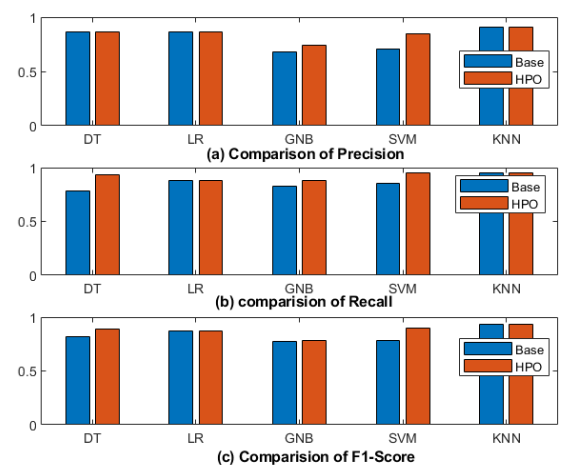 1
0.5
0
DT LR GNB SVM KNN
Base
HPO
(a) Comparison of Precision
1
0.5
0
DT LR GNB SVM KNN
Base
HPO
(b) comparision of Recall
1
0.5
0
DT LR GNB SVM KNN
Base
HPO
(c) Comparision of F1-Score